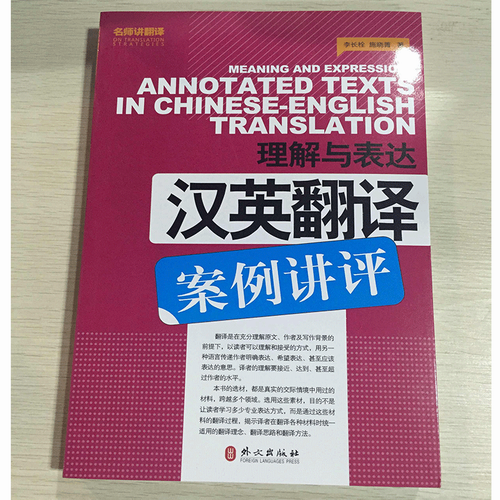 名师讲翻译
ON TRANSLATION
STRATEGIES
李长栓 施晓菁 著
MEANING AND EXPRESSION
ANNOTATED TEXTS
IN CHINESE-ENGLISH
TRANSLATION
理解与表达
汉英翻译
案例讲评
翻译是在充分理解原文、作者及写作背景的
前提下，以读者可以理解和接受的方式，用另一
种语言传递作者明确表达、希望表达、甚至应该
表达的意思。译者的理解要接近、达到、甚至超
过作者的水平。
本书的选材，都是真实的交际情境中用过的
材料，跨越多个领域。选用这些素材，目的不是
让读者学习多少专业表达方式，而是通过这些材
料的翻译过程，揭示译者在翻译各种材料时统一
适用的翻译理念、翻译思路和翻译方法。
外文出版社
FOREIGN LANGUAGES PRESS